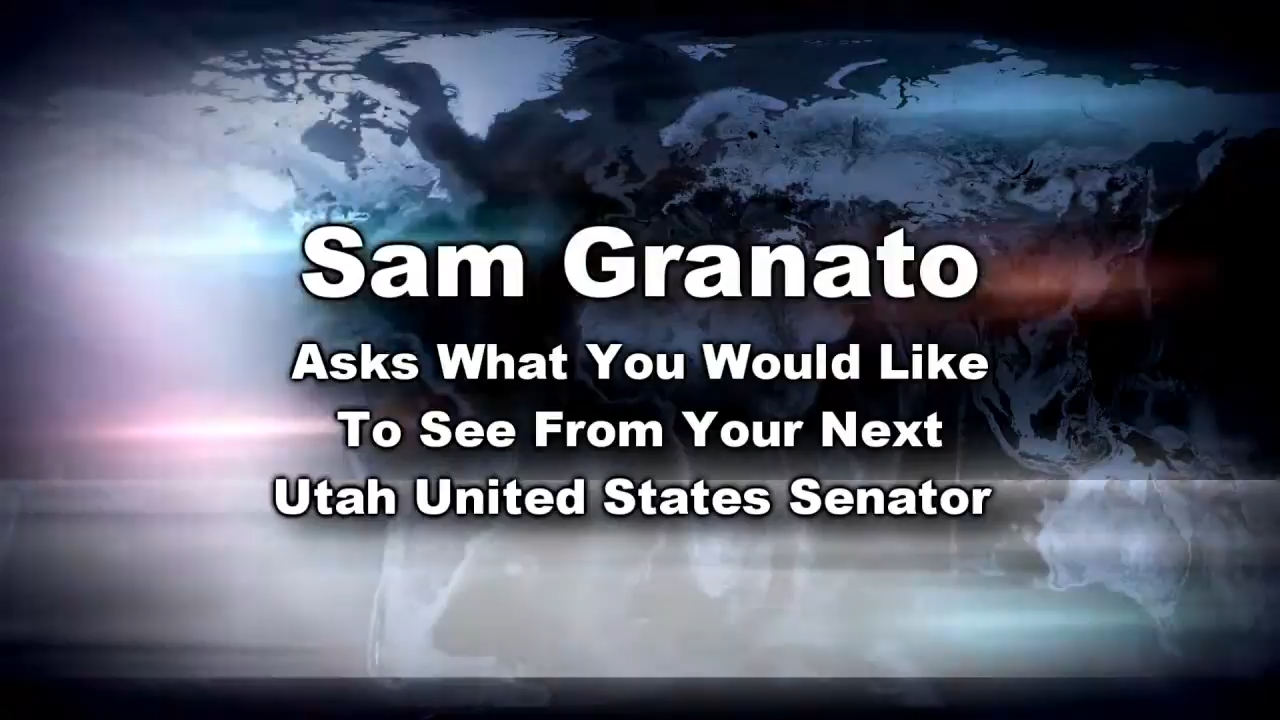 Sam Granato
Asks What You Would Like
To See From Your Next
Utah United States Senator